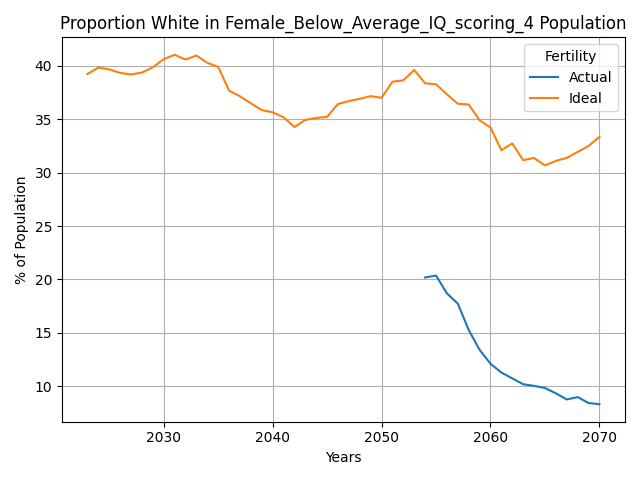 Proportion White in Female_Below_Average_IQ_scoring_4 Population
Fertility
Actual
Ideal
% of Population
40
35
30
25
20
15
10
2030 2040 2050 2060 2070
Years